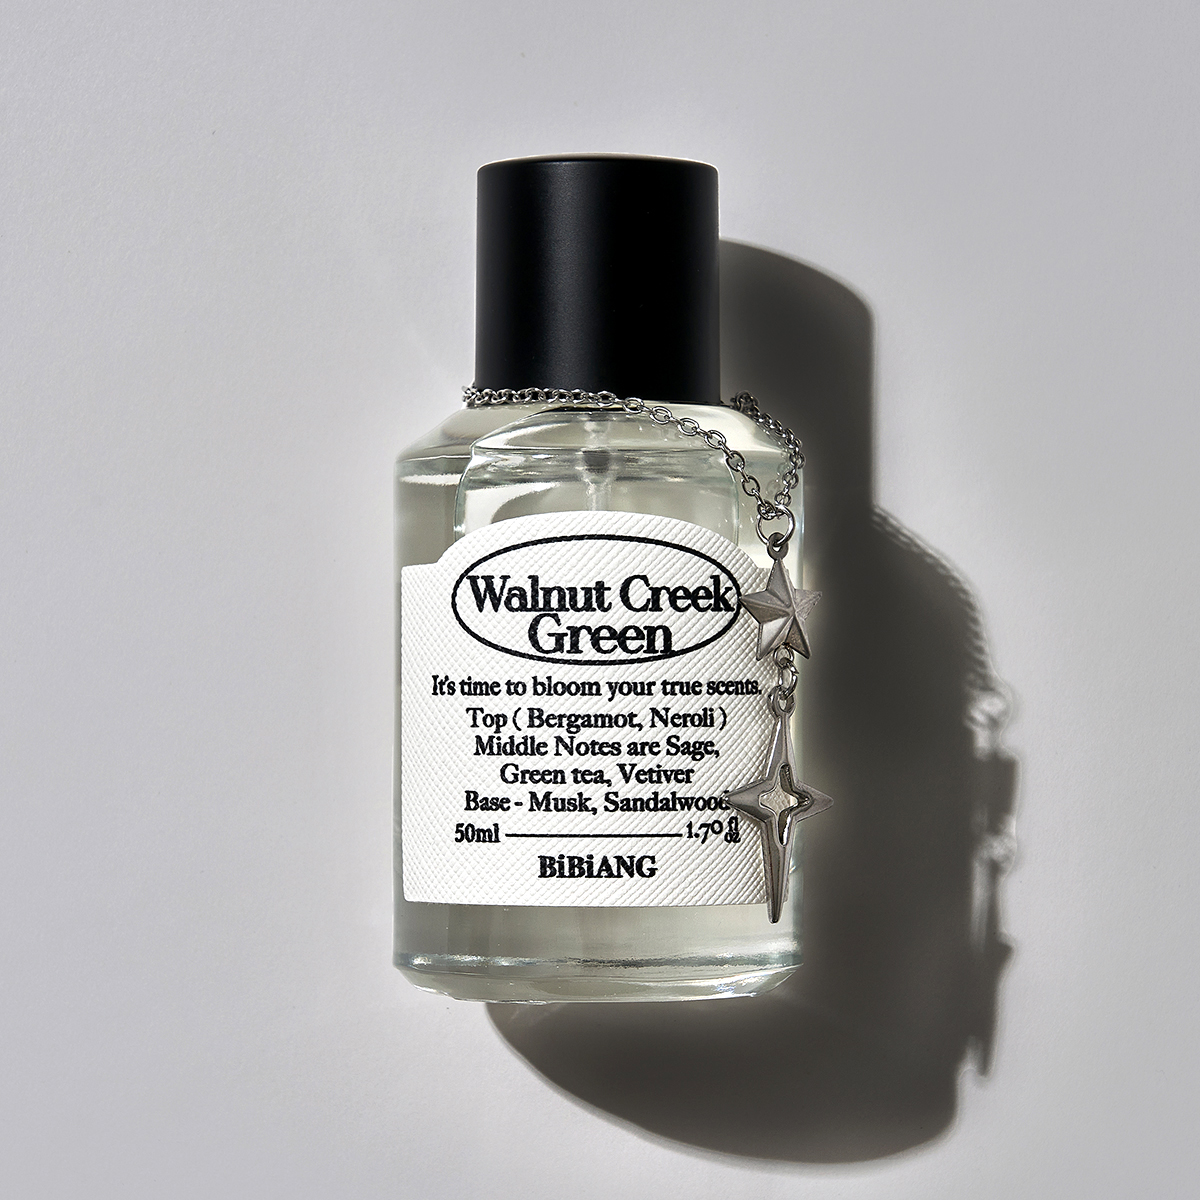 Walnut Creek
Green
It's time to bloom your true scents.
Top ( Bergamot, Neroli )
Middle Notes are Sage,
Green tea, Vetiver
Base - Musk, Sandalwood
50ml 1.70 fl oz
BiBiANG